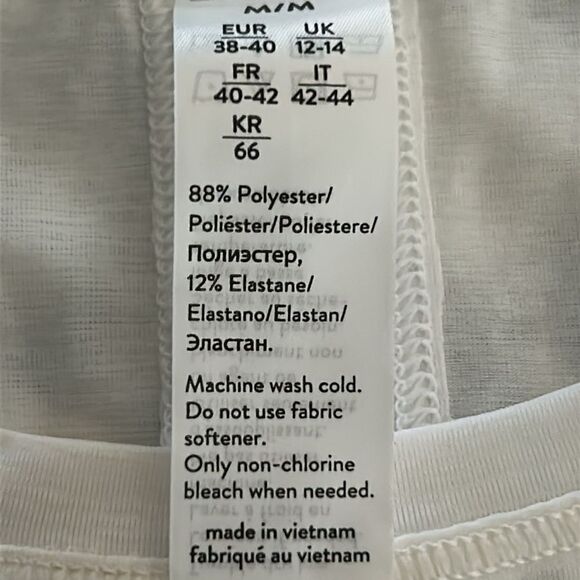 M/M
EUR UK
38-40 12-14
FR IT
40-42 42-44
KR
66
88% Polyester/
Poliéster/Poliestere/
Полиэстер,
12% Elastane/
Elastano/Elastan/
Эластан.
Machine wash cold.
Do not use fabric
softener.
Only non-chlorine
bleach when needed.
made in vietnam
fabriqué au vietnam